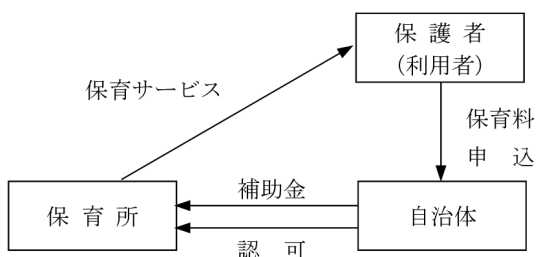 保護者
(利用者)
保育サービス
保育料
申 込
保育所
補助金
自治体
認 可